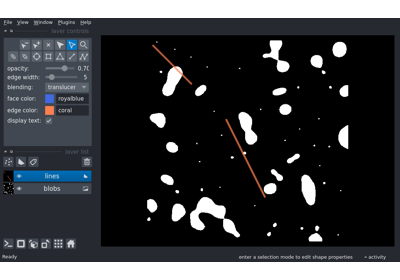 File View Window Plugins Help
layer controls
opacity: 0.70
edge width: 5
blending: translucer
face color: royalblue
edge color: coral
display text:
layer list
lines
blobs
Ready enter a selection mode to edit shape properties activity